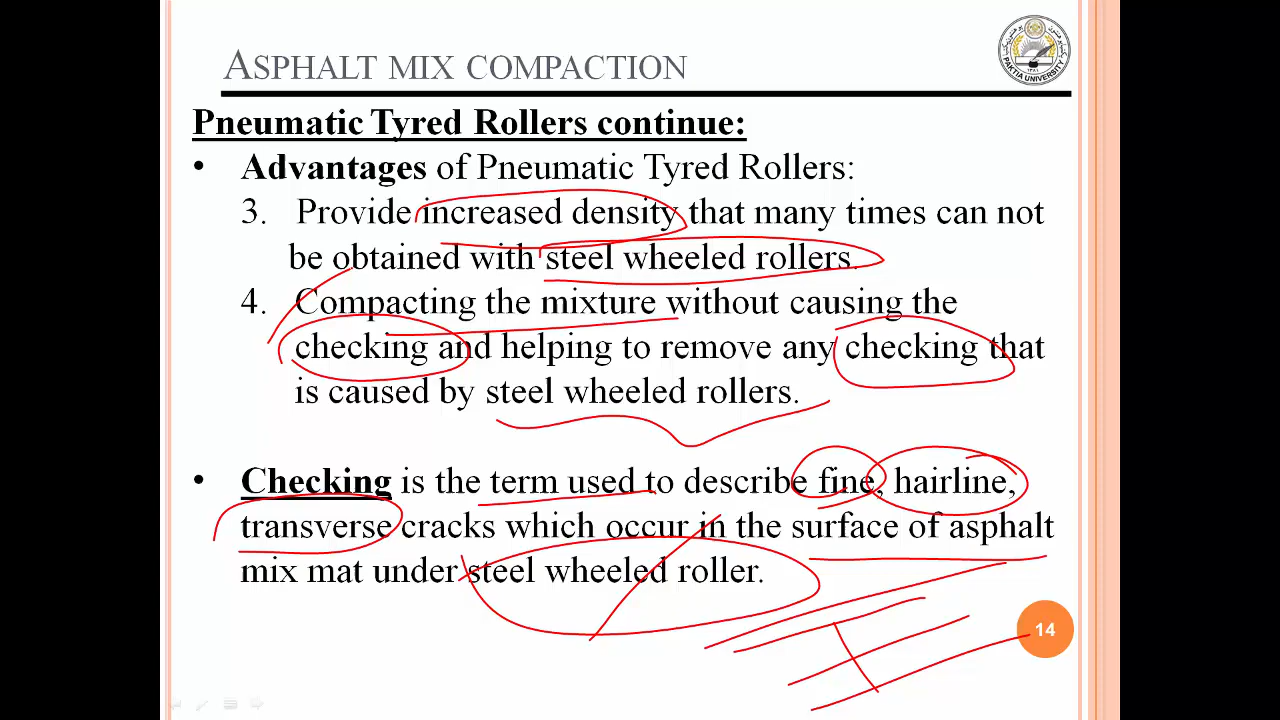 ASPHALT MIX COMPACTION
PAKTIA UNIVERSITY
Pneumatic Tyred Rollers continue:
• Advantages of Pneumatic Tyred Rollers:
3. Provide increased density that many times can not
be obtained with steel wheeled rollers.
4. Compacting the mixture without causing the
checking and helping to remove any checking that
is caused by steel wheeled rollers.
• Checking is the term used to describe fine, hairline,
transverse cracks which occur in the surface of asphalt
mix mat under steel wheeled roller.
14